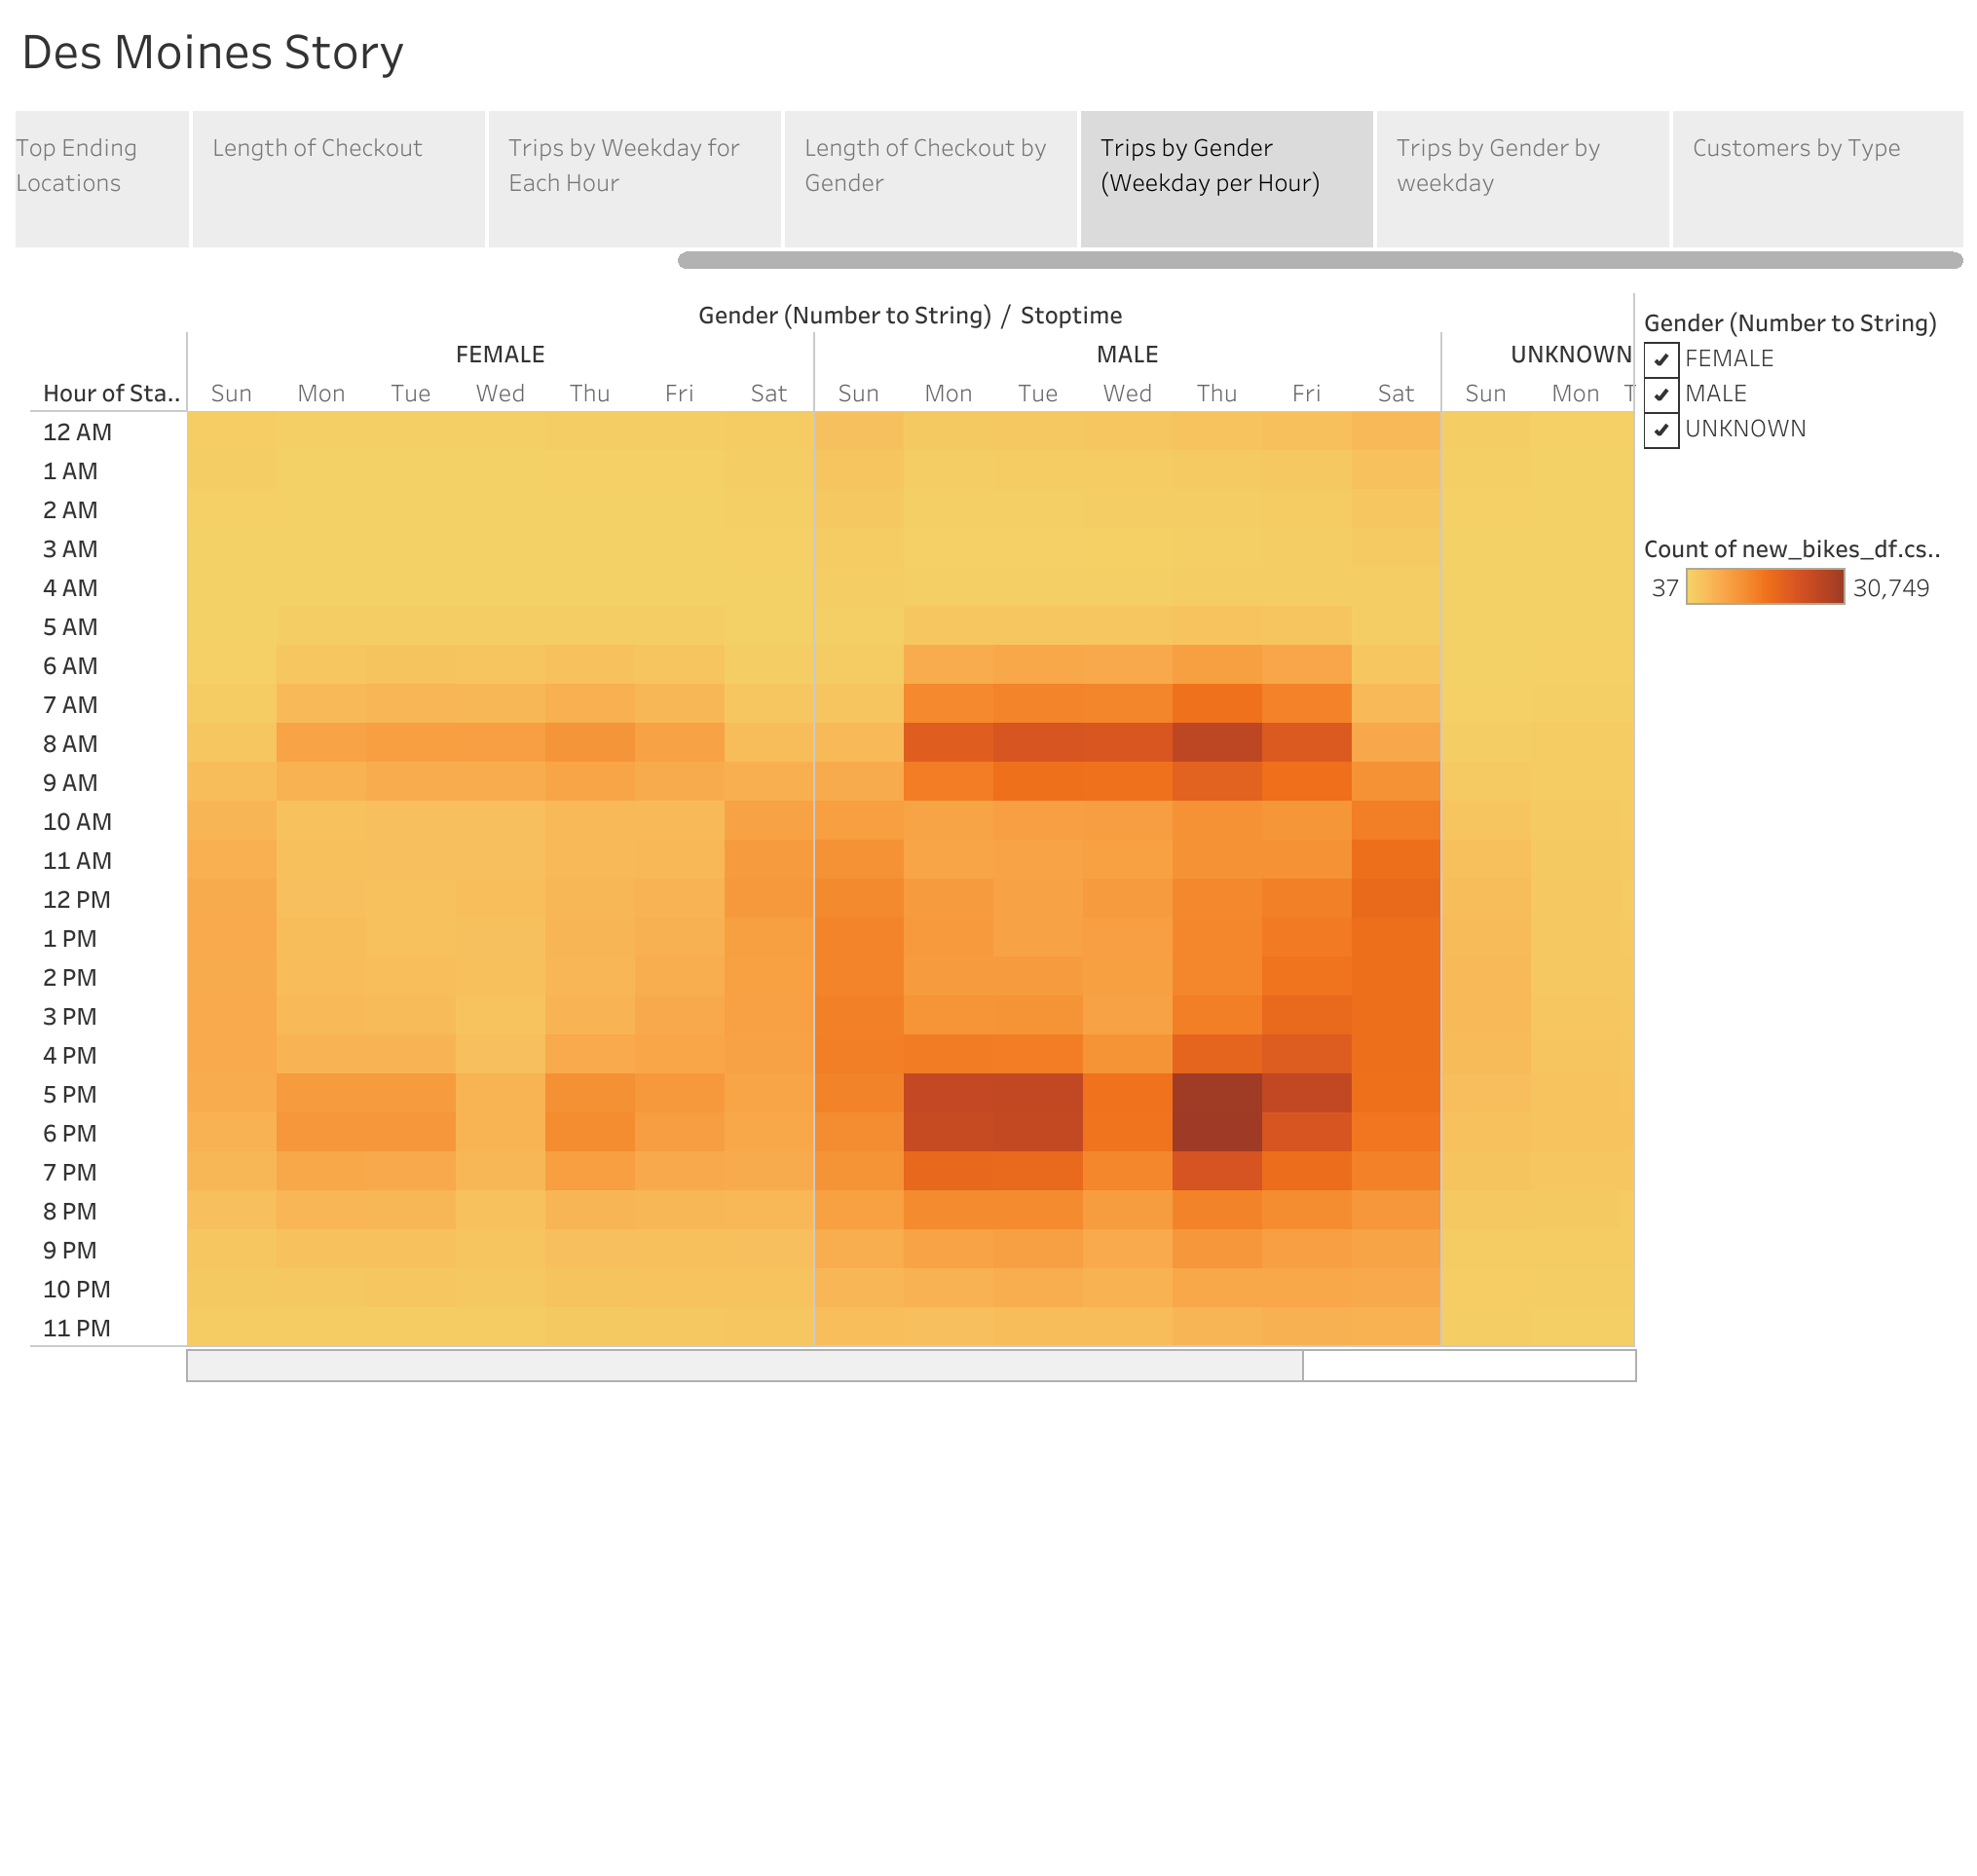 Des Moines Story
Top Ending
Locations
Length of Checkout
Trips by Weekday for
Each Hour
Length of Checkout by
Gender
Trips by Gender
(Weekday per Hour)
Trips by Gender by
weekday
Customers by Type
Gender (Number to String) / Stoptime
FEMALE MALE UNKNOWN
Hour of Sta.. Sun Mon Tue Wed Thu Fri Sat Sun Mon Tue Wed Thu Fri Sat Sun Mon T
12 AM
1 AM
2 AM
3 AM
4 AM
5 AM
6 AM
7 AM
8 AM
9 AM
10 AM
11 AM
12 PM
1 PM
2 PM
3 PM
4 PM
5 PM
6 PM
7 PM
8 PM
9 PM
10 PM
11 PM
Gender (Number to String)
FEMALE
MALE
UNKNOWN
Count of new_bikes_df.cs..
37 30,749